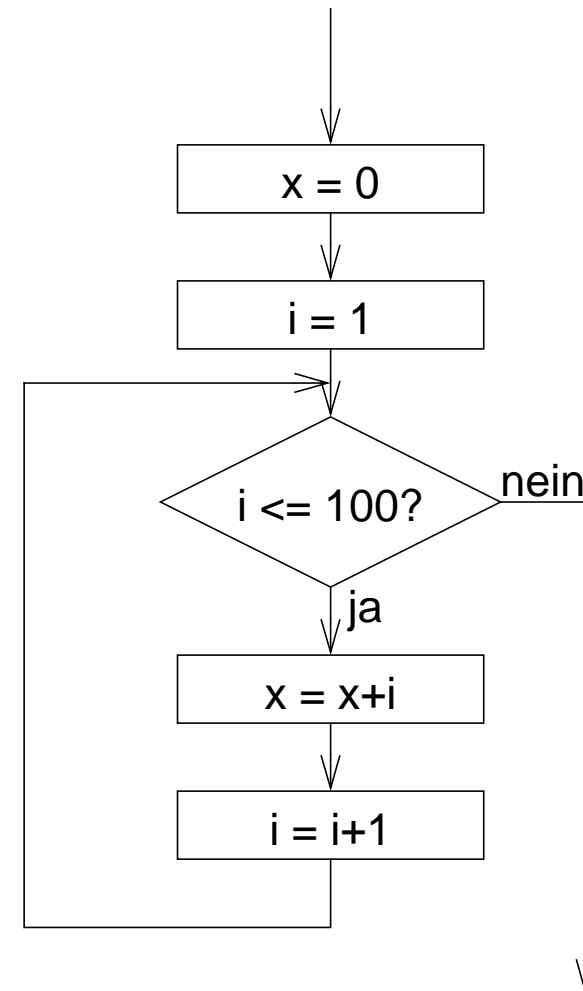 x = 0
i = 1
i <= 100?
nein
ja
x = x+i
i = i+1